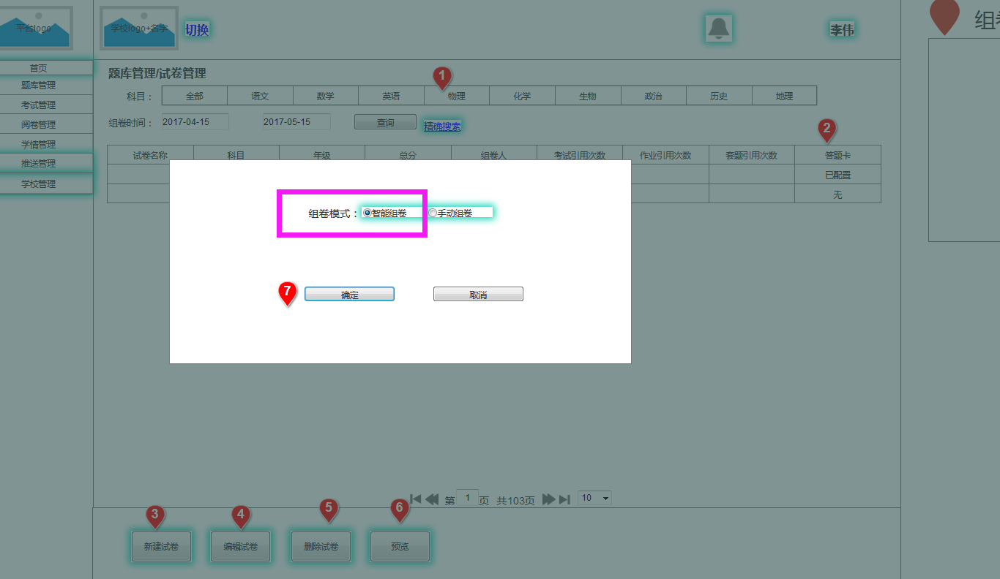 平台logo
学校logo+名字
切换
李伟
组卷
首页
题库管理
考试管理
阅卷管理
学情管理
推送管理
学校管理
题库管理/试卷管理
1
科目：
全部 语文 数学 英语 物理 化学 生物 政治 历史 地理
组卷时间：
2017-04-15 2017-05-15 查询 精确搜索
2
试卷名称 科目 年级 总分 组卷人 考试引用次数 作业引用次数 套题引用次数 答题卡
已配置
无
组卷模式： 智能组卷 手动组卷
7 确定 取消
第 1 页 共103页 10
3 4 5 6
新建试卷 编辑试卷 删除试卷 预览